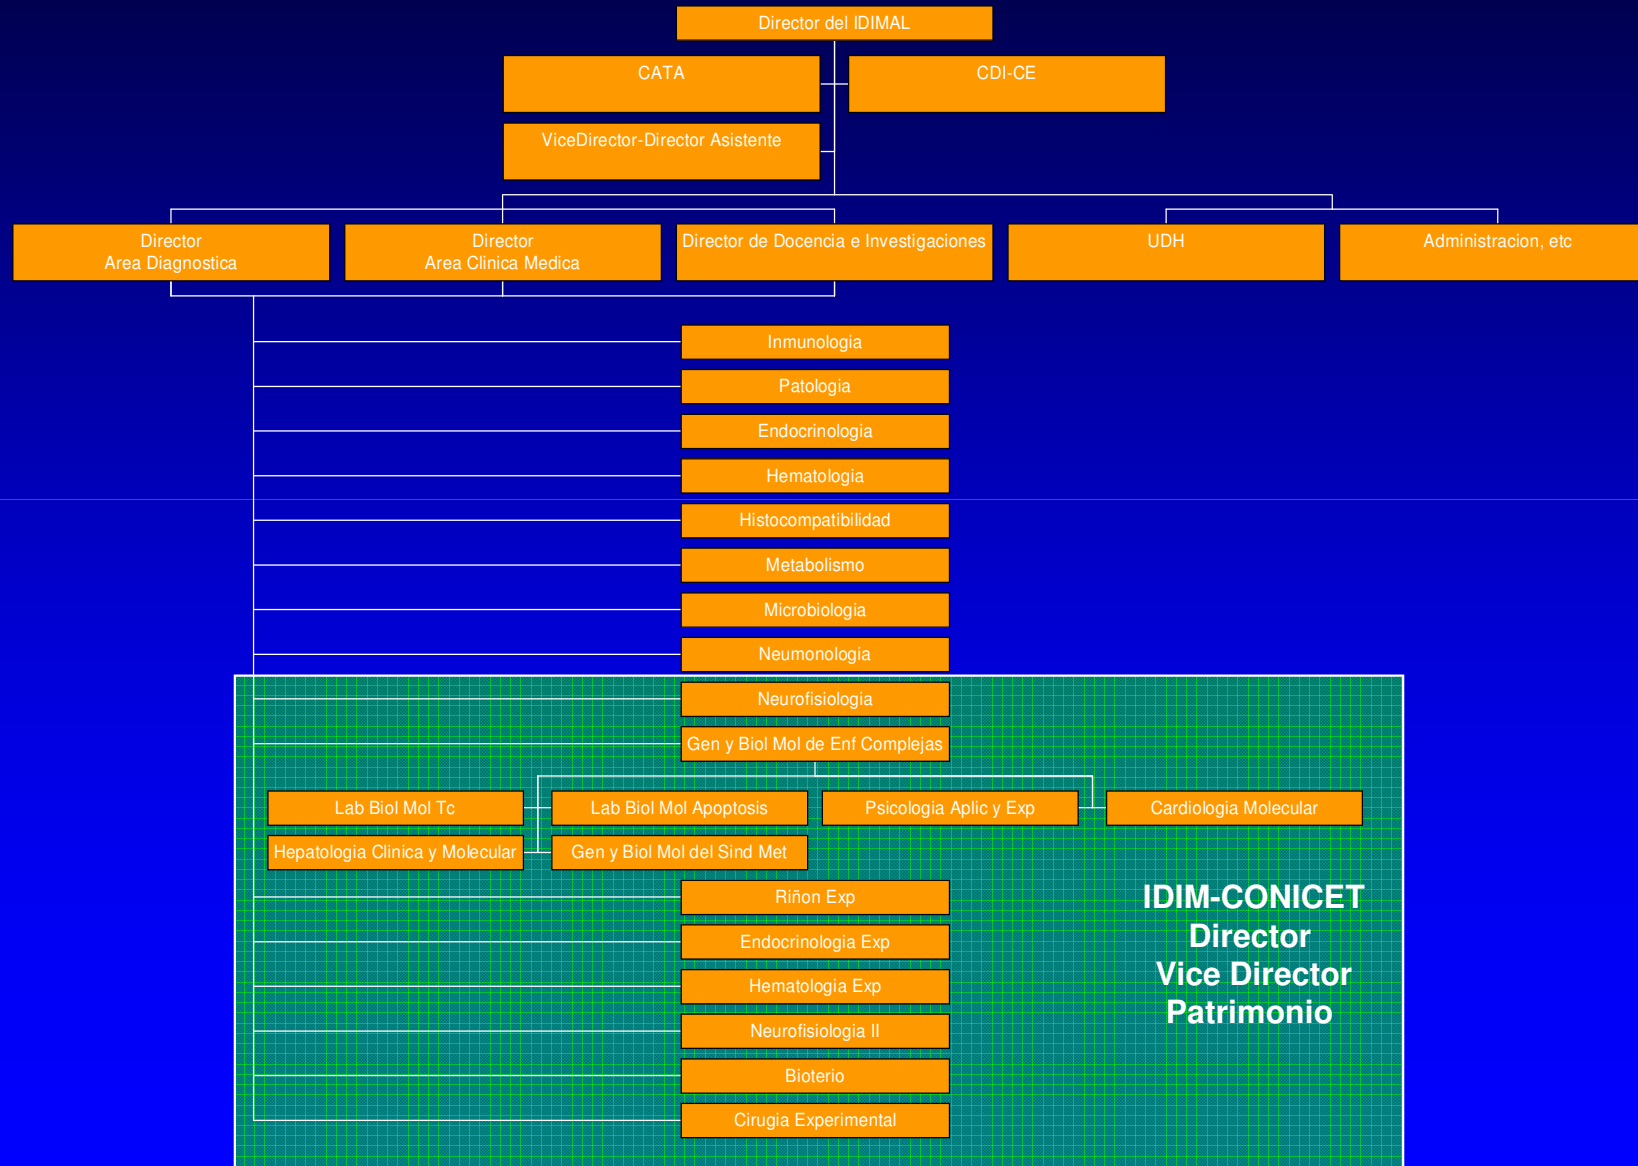 Director del IDIMAL
CATA
CDI-CE
ViceDirector-Director Asistente
Director
Area Diagnostica
Director
Area Clinica Medica
Director de Docencia e Investigaciones
UDH
Administracion, etc
Inmunologia
Patologia
Endocrinologia
Hematologia
Histocompatibilidad
Metabolismo
Microbiologia
Neumonologia
Neurofisiologia
Gen y Biol Mol de Enf Complejas
Lab Biol Mol Tc
Lab Biol Mol Apoptosis
Psicologia Aplic y Exp
Cardiologia Molecular
Hepatologia Clinica y Molecular
Gen y Biol Mol del Sind Met
Riñon Exp
Endocrinologia Exp
Hematologia Exp
Neurofisiologia II
Bioterio
Cirugia Experimental
IDIM-CONICET
Director
Vice Director
Patrimonio